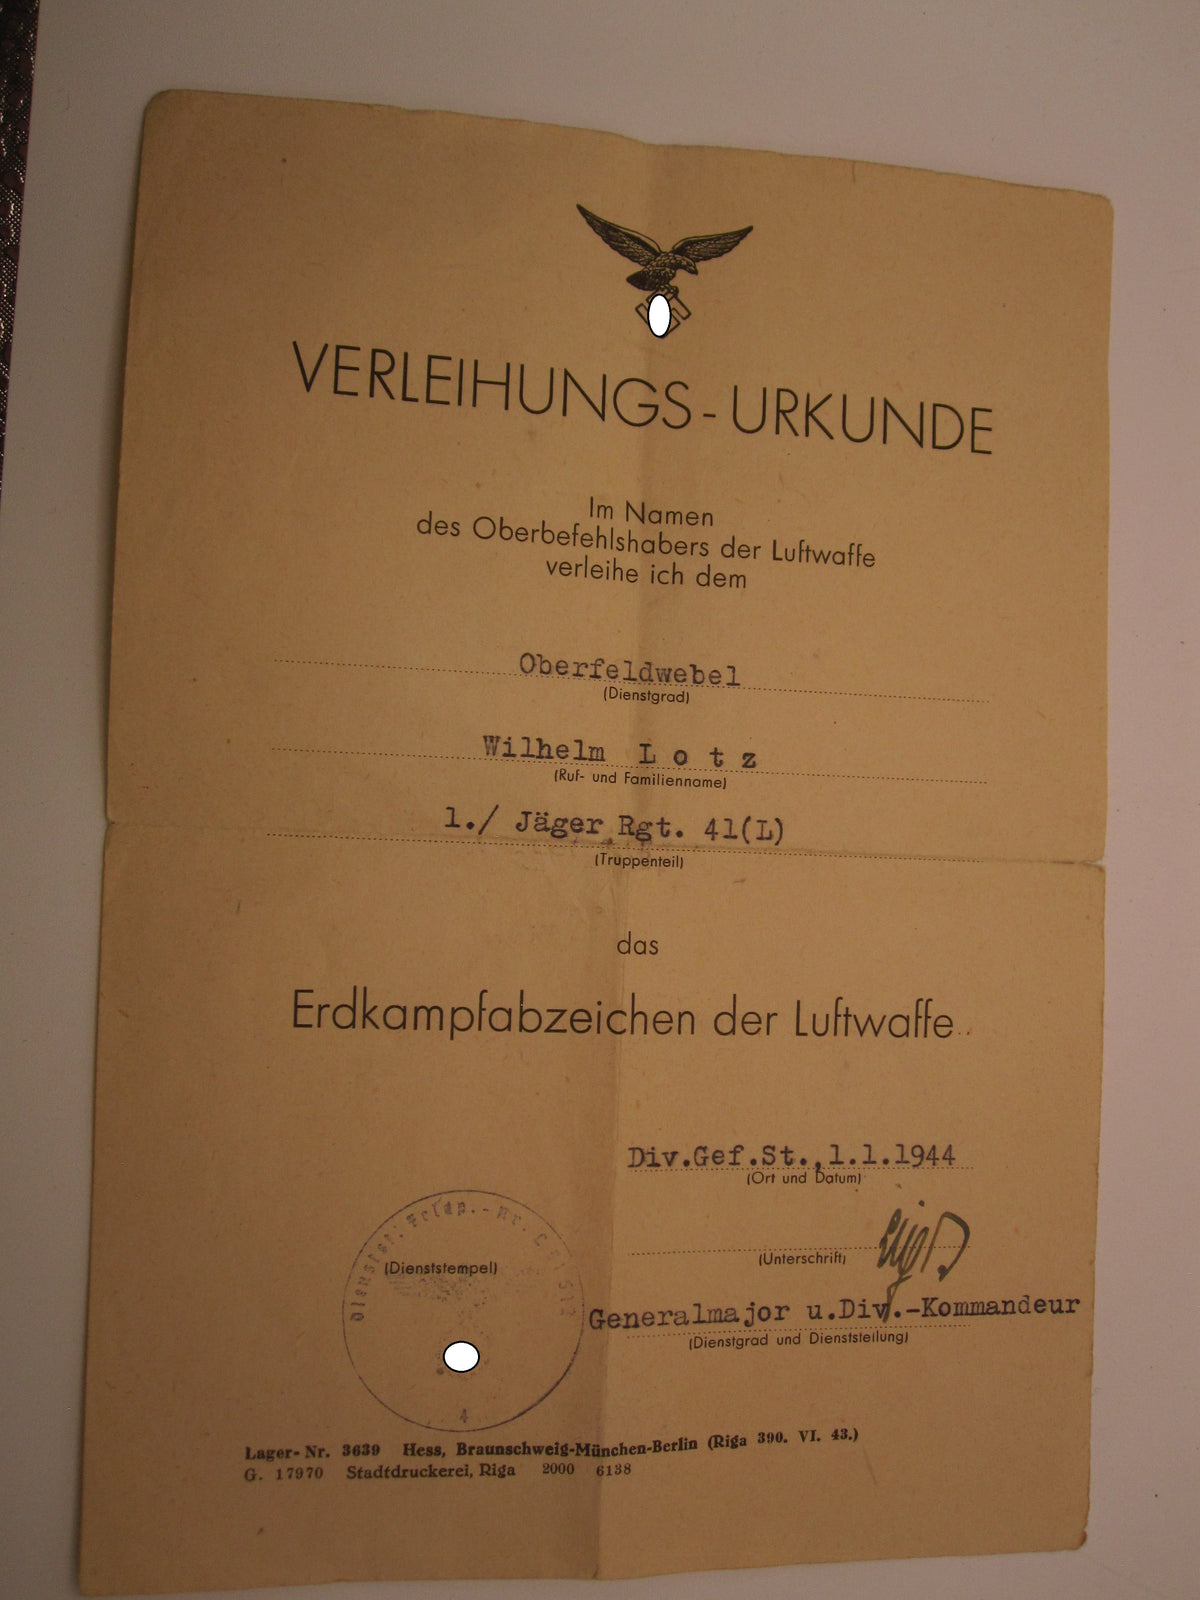 VERLEIHUNGS-URKUNDE
Im Namen
des Oberbefehlshabers der Luftwaffe
verleihe ich dem
Oberfeldwebel
(Dienstgrad)
Wilhelm Lotz
(Ruf- und Familienname)
1./ Jäger Rgt. 41(L)
(Truppenteil)
das
Erdkampfabzeichen der Luftwaffe
Div.Gef.St., 1.1.1944
(Ort und Datum)
(Dienststempel)
4
(Unterschrift)
Generalmajor u.Div.-Kommandeur
(Dienstgrad und Dienststellung)
Lager-Nr. 3639 Hess, Braunschweig-München-Berlin (Riga 390. VI. 43.)
G. 17970 Stadtdruckerei, Riga 2000 6138